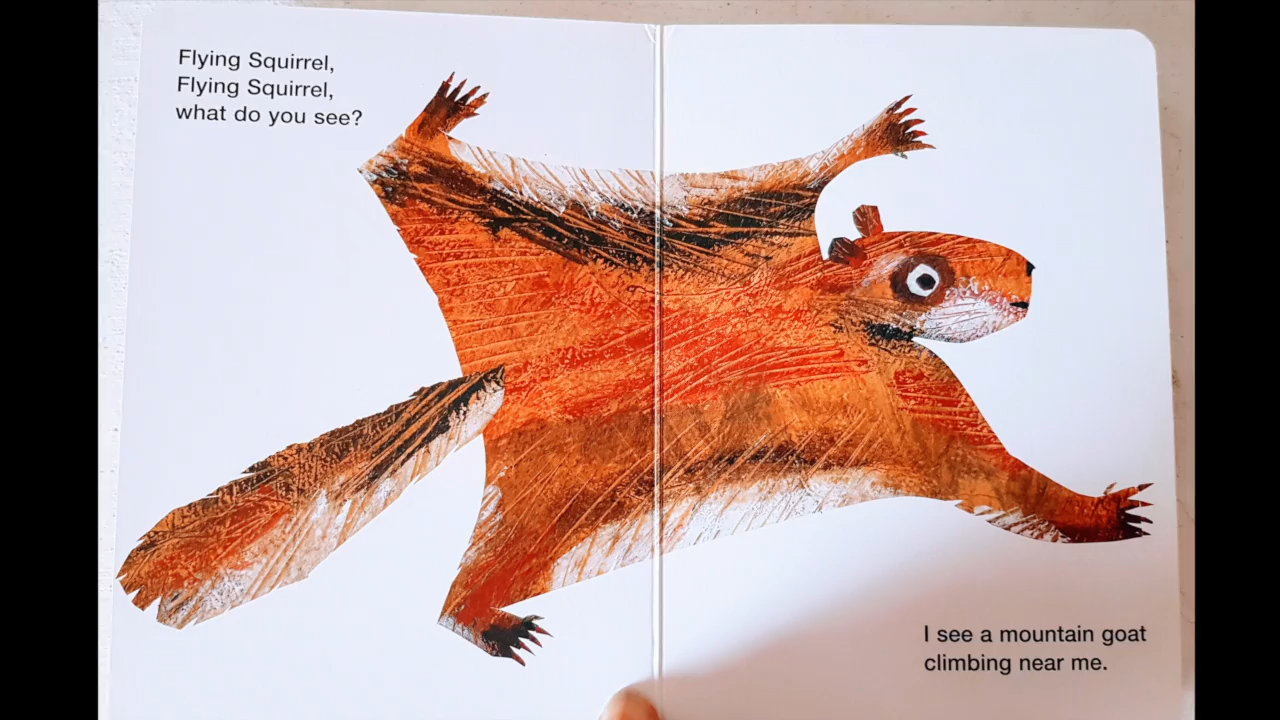 Flying Squirrel,
Flying Squirrel,
what do you see?
I see a mountain goat
climbing near me.